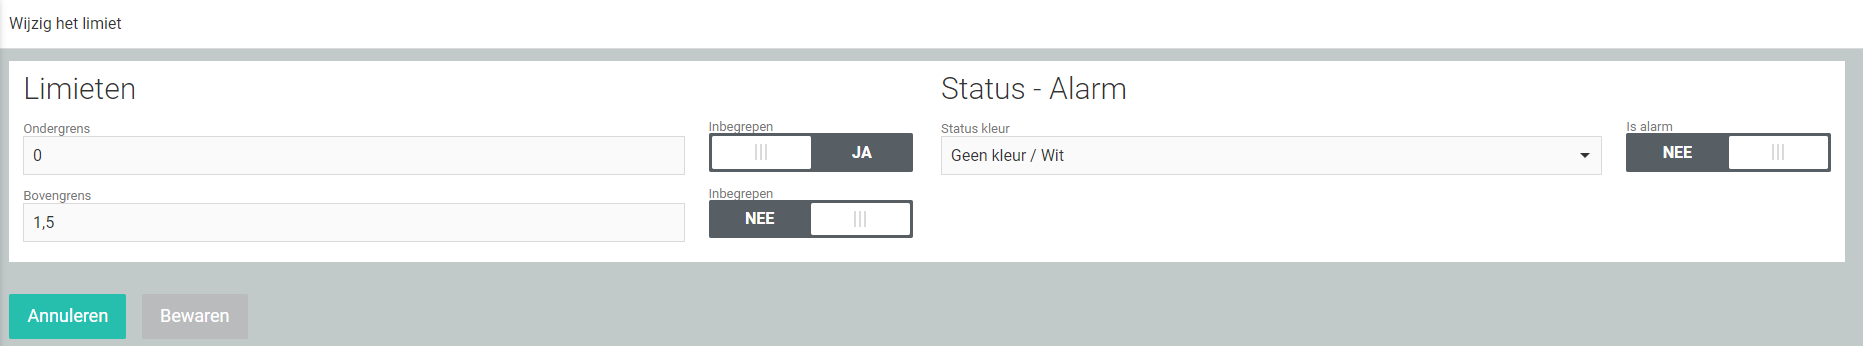 Wijzig het limiet
Limieten
Ondergrens
0
Inbegrepen
JA
Bovengrens
1,5
Inbegrepen
NEE
Status - Alarm
Status kleur
Geen kleur / Wit
Is alarm
NEE
Annuleren
Bewaren